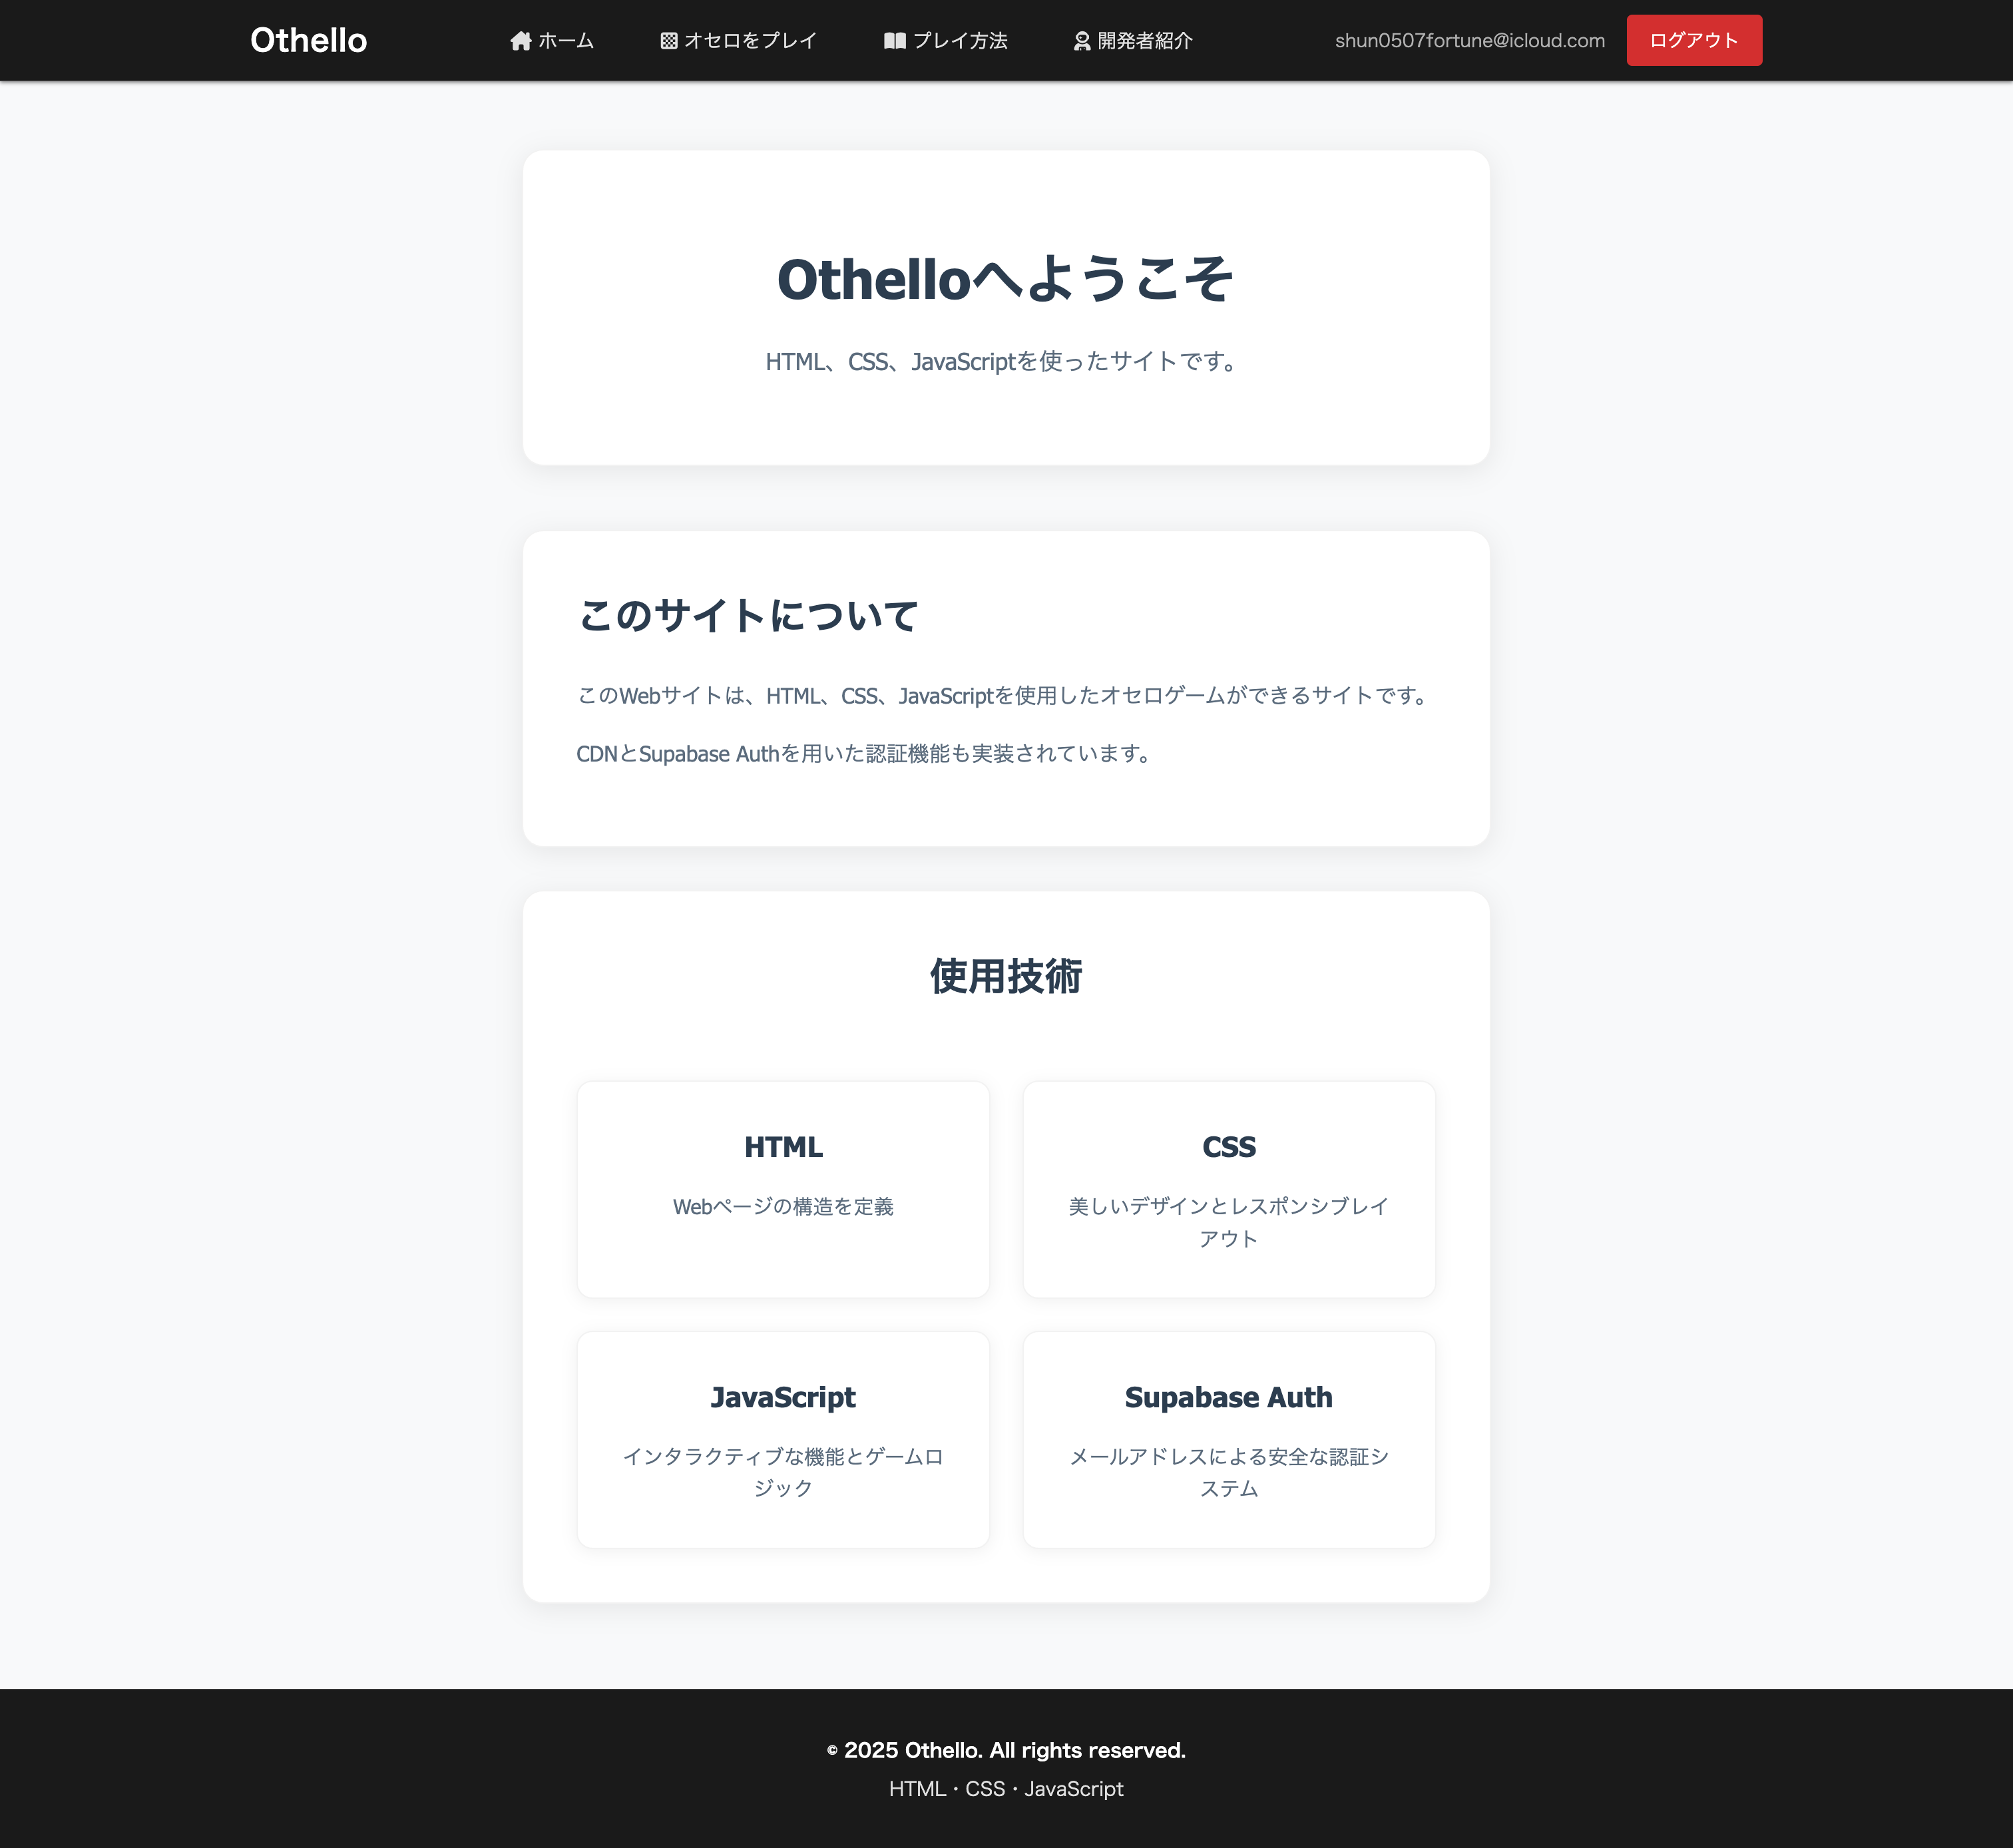 Othello
ホーム
オセロをプレイ
プレイ方法
開発者紹介
shun0507fortune@icloud.com
ログアウト
Othelloへようこそ
HTML、CSS、JavaScriptを使ったサイトです。
このサイトについて
このWebサイトは、HTML、CSS、JavaScriptを使用したオセロゲームができるサイトです。
CDNとSupabase Authを用いた認証機能も実装されています。
使用技術
HTML
Webページの構造を定義
CSS
美しいデザインとレスポンシブレイ
アウト
JavaScript
インタラクティブな機能とゲームロ
ジック
Supabase Auth
メールアドレスによる安全な認証シ
ステム
© 2025 Othello. All rights reserved.
HTML・CSS・JavaScript